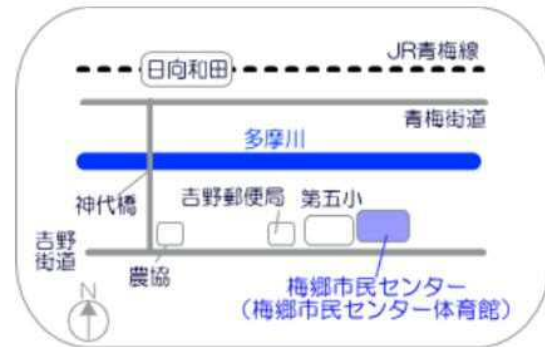 JR青梅線
日向和田
青梅街道
多摩川
神代橋
吉野郵便局
第五小
吉野
街道
農協
N
梅郷市民センター
(梅郷市民センター体育館)